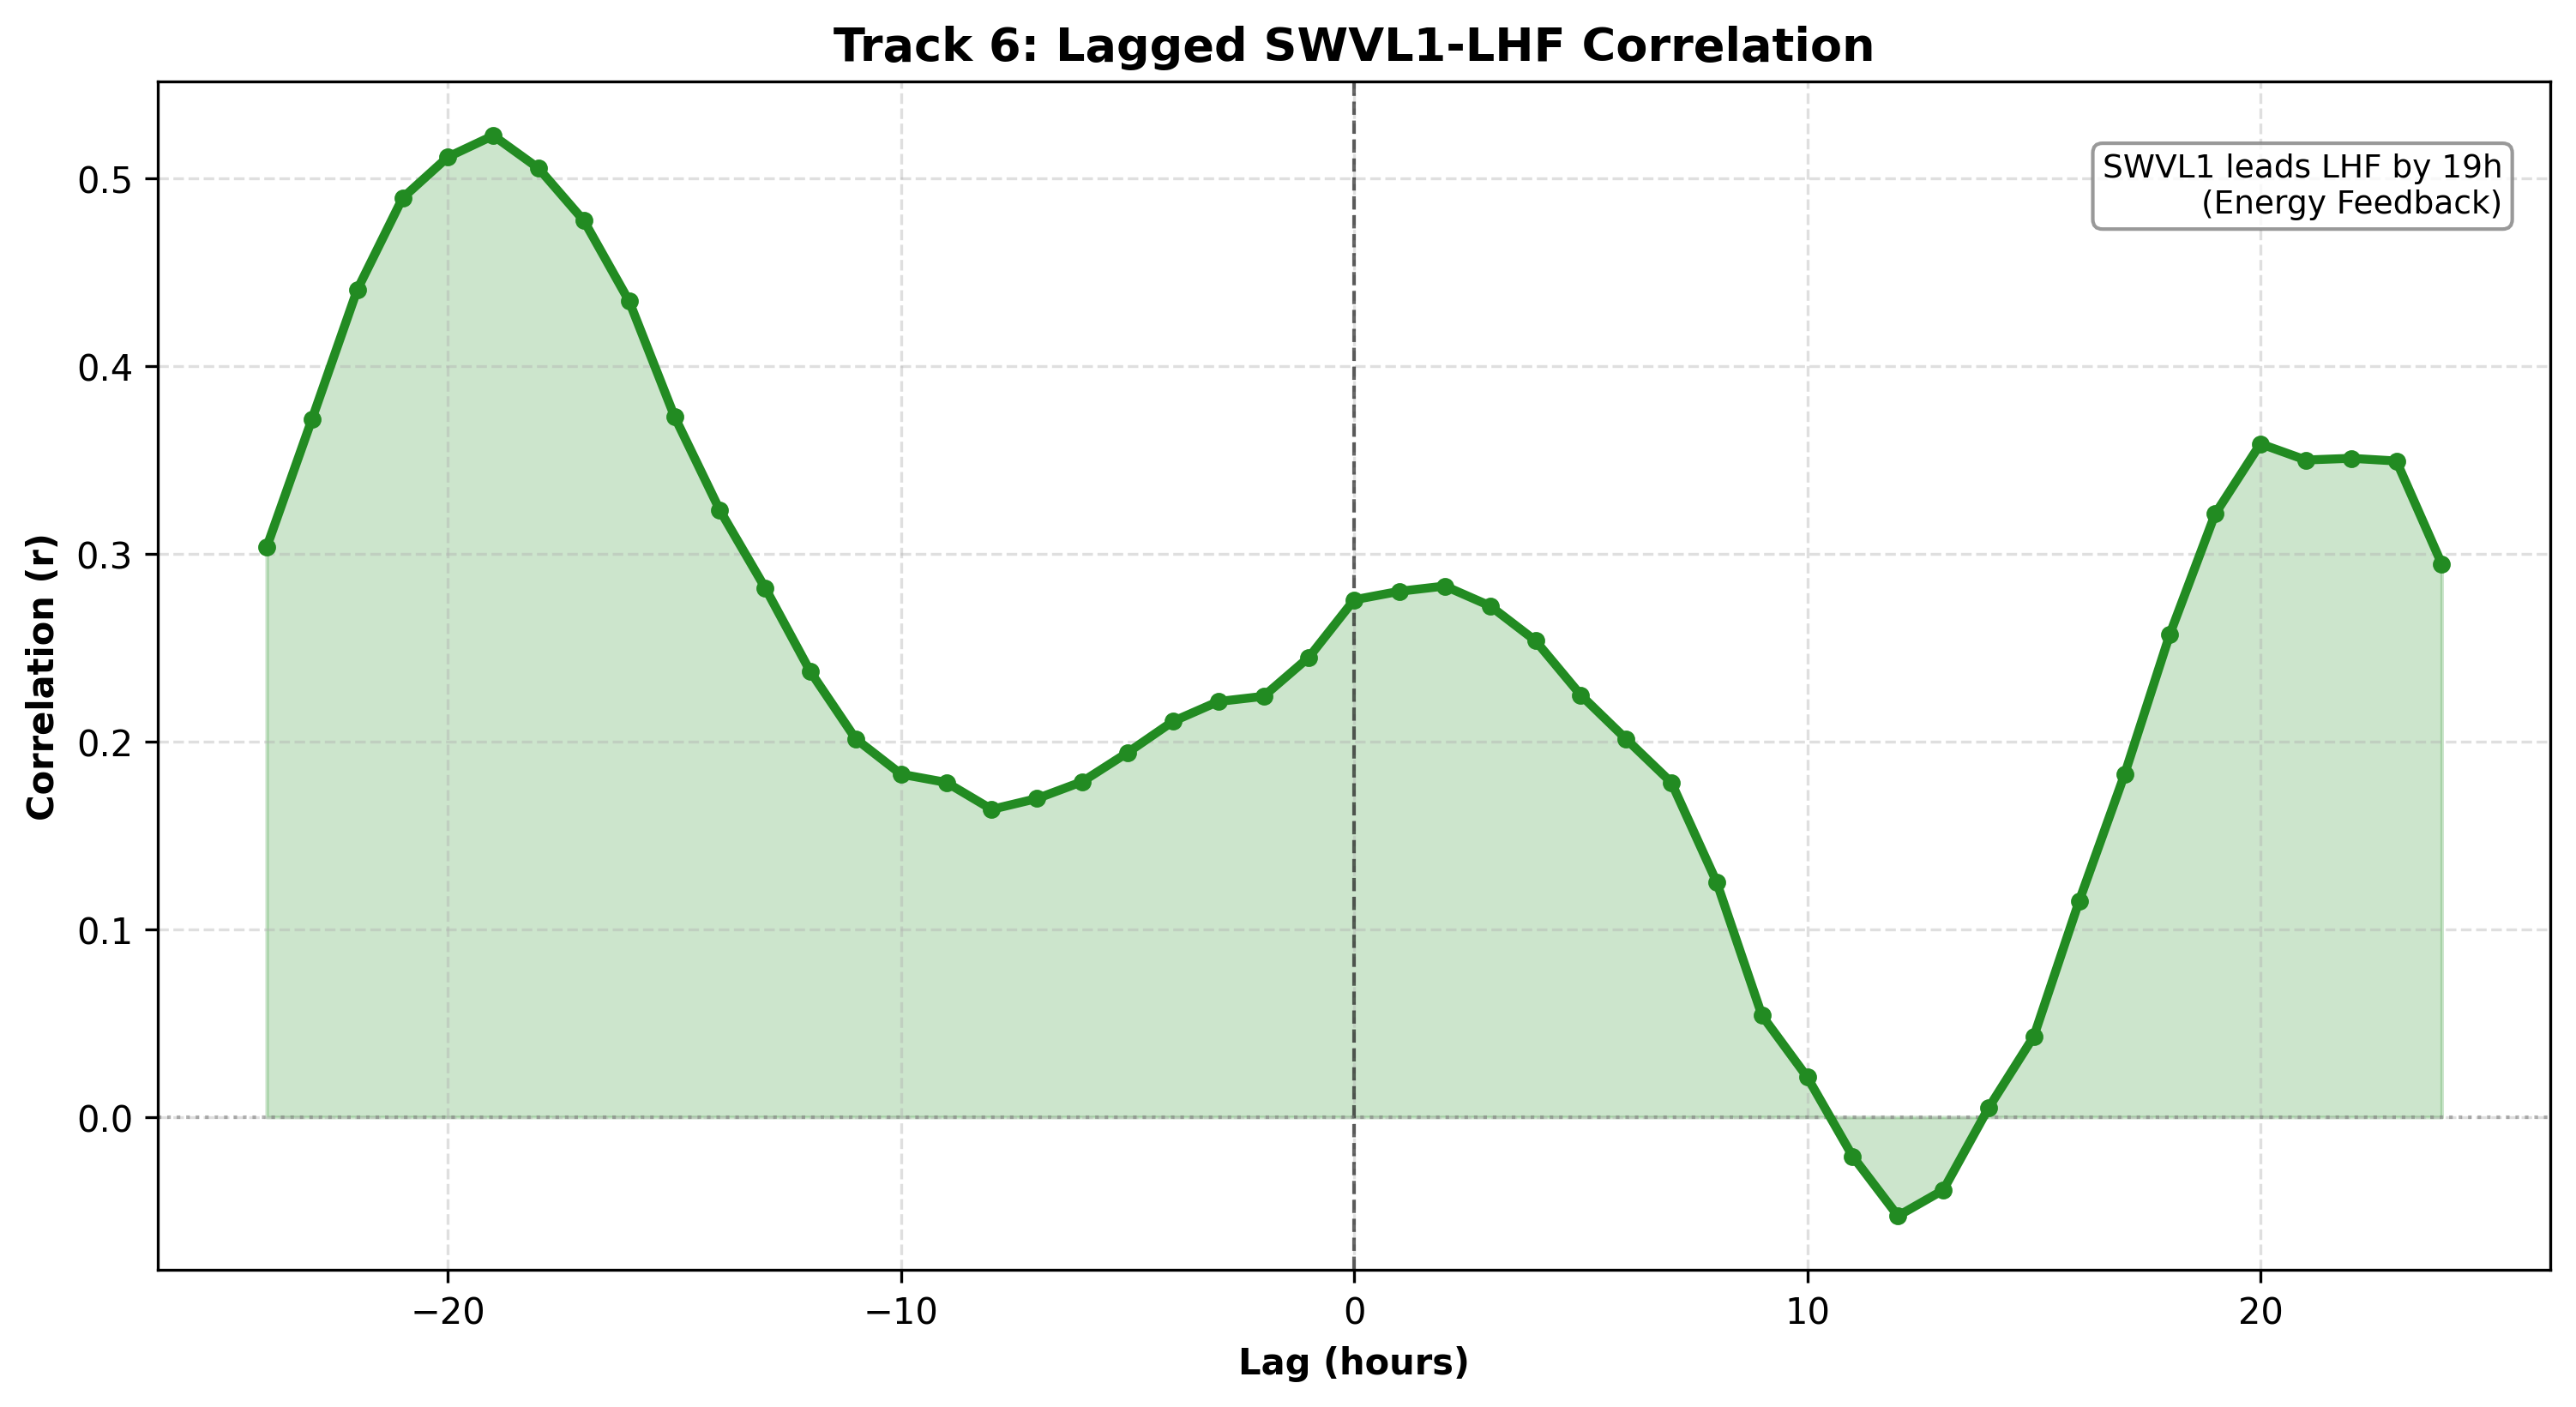 Track 6: Lagged SWVL1-LHF Correlation
SWVL1 leads LHF by 19h
(Energy Feedback)
Correlation (r)
0.5
0.4
0.3
0.2
0.1
0.0
−20
−10
0
10
20
Lag (hours)